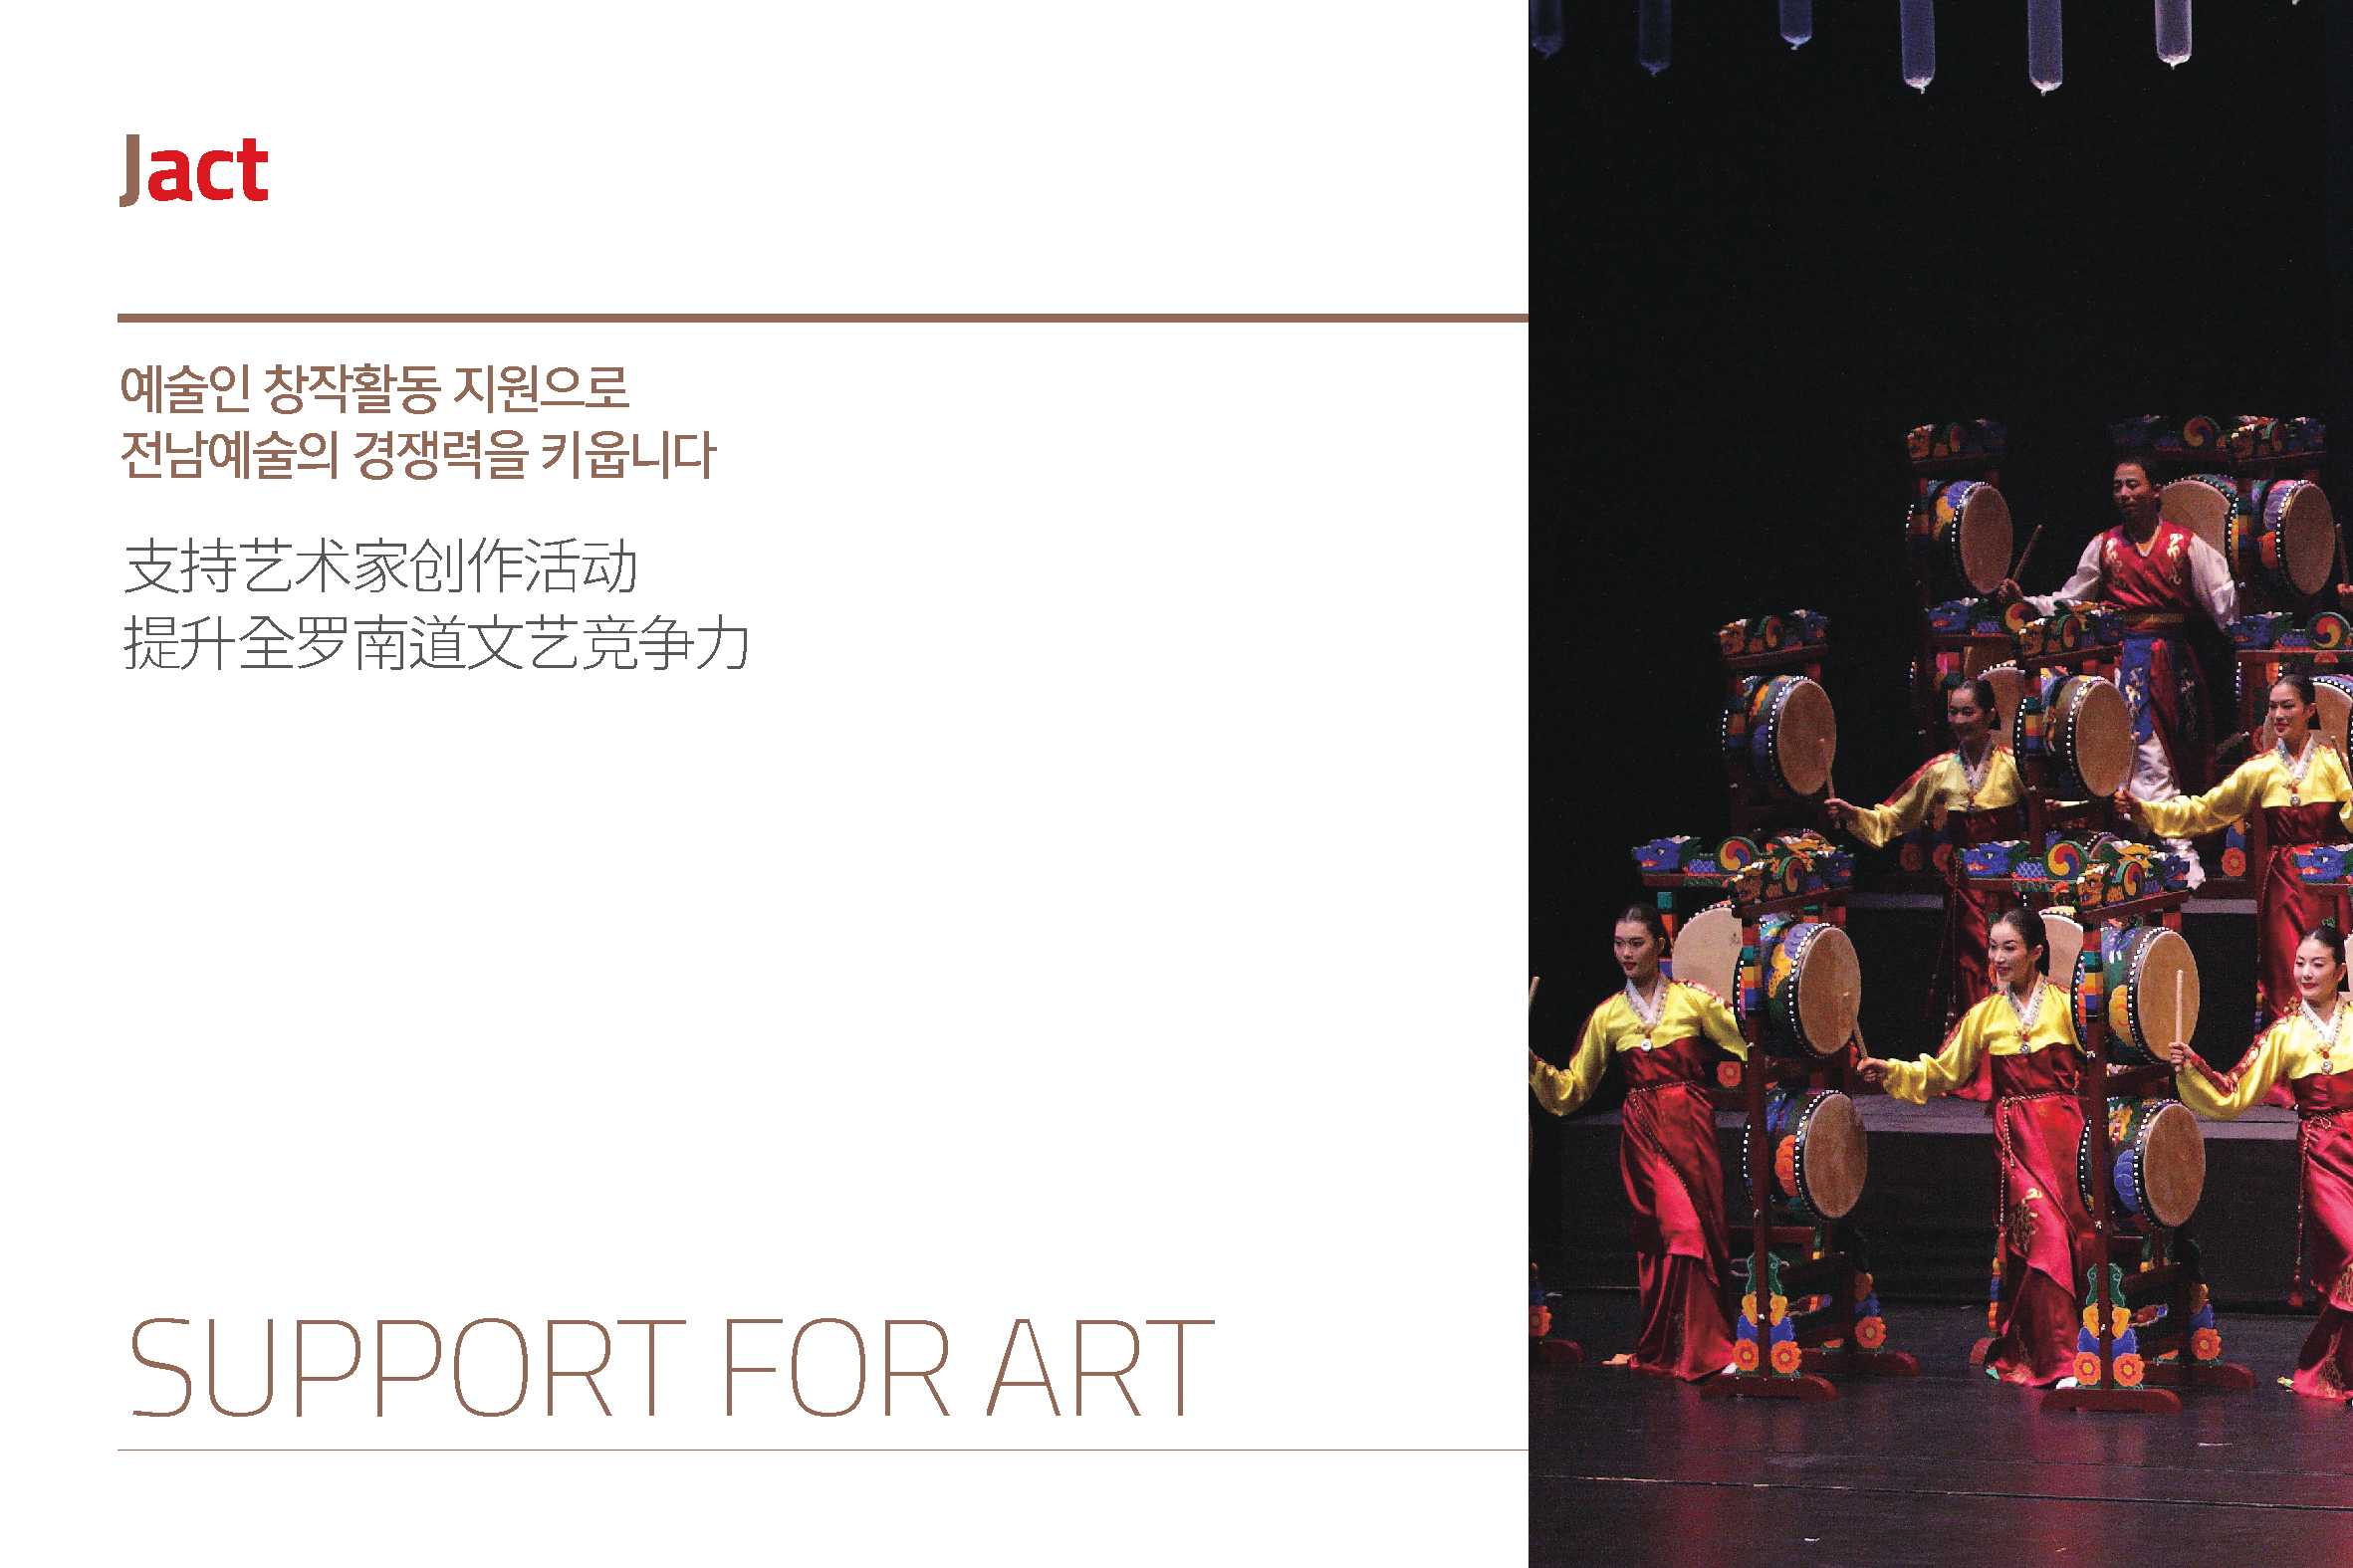 Jact
예술인 창작활동 지원으로
전남예술의 경쟁력을 키웁니다
支持艺术家创作活动
提升全罗南道文艺竞争力
SUPPORT FOR ART